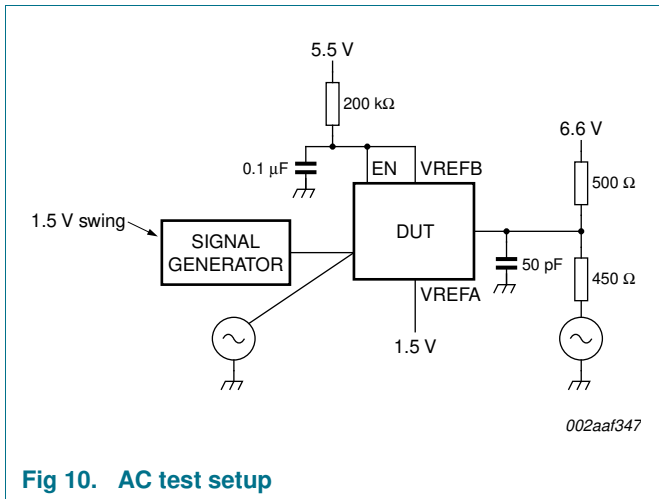 5.5 V
200 kΩ
6.6 V
0.1 μF
EN
VREFB
500 Ω
1.5 V swing
SIGNAL
GENERATOR
DUT
50 pF
450 Ω
VREFA
1.5 V
002aaf347
Fig 10. AC test setup